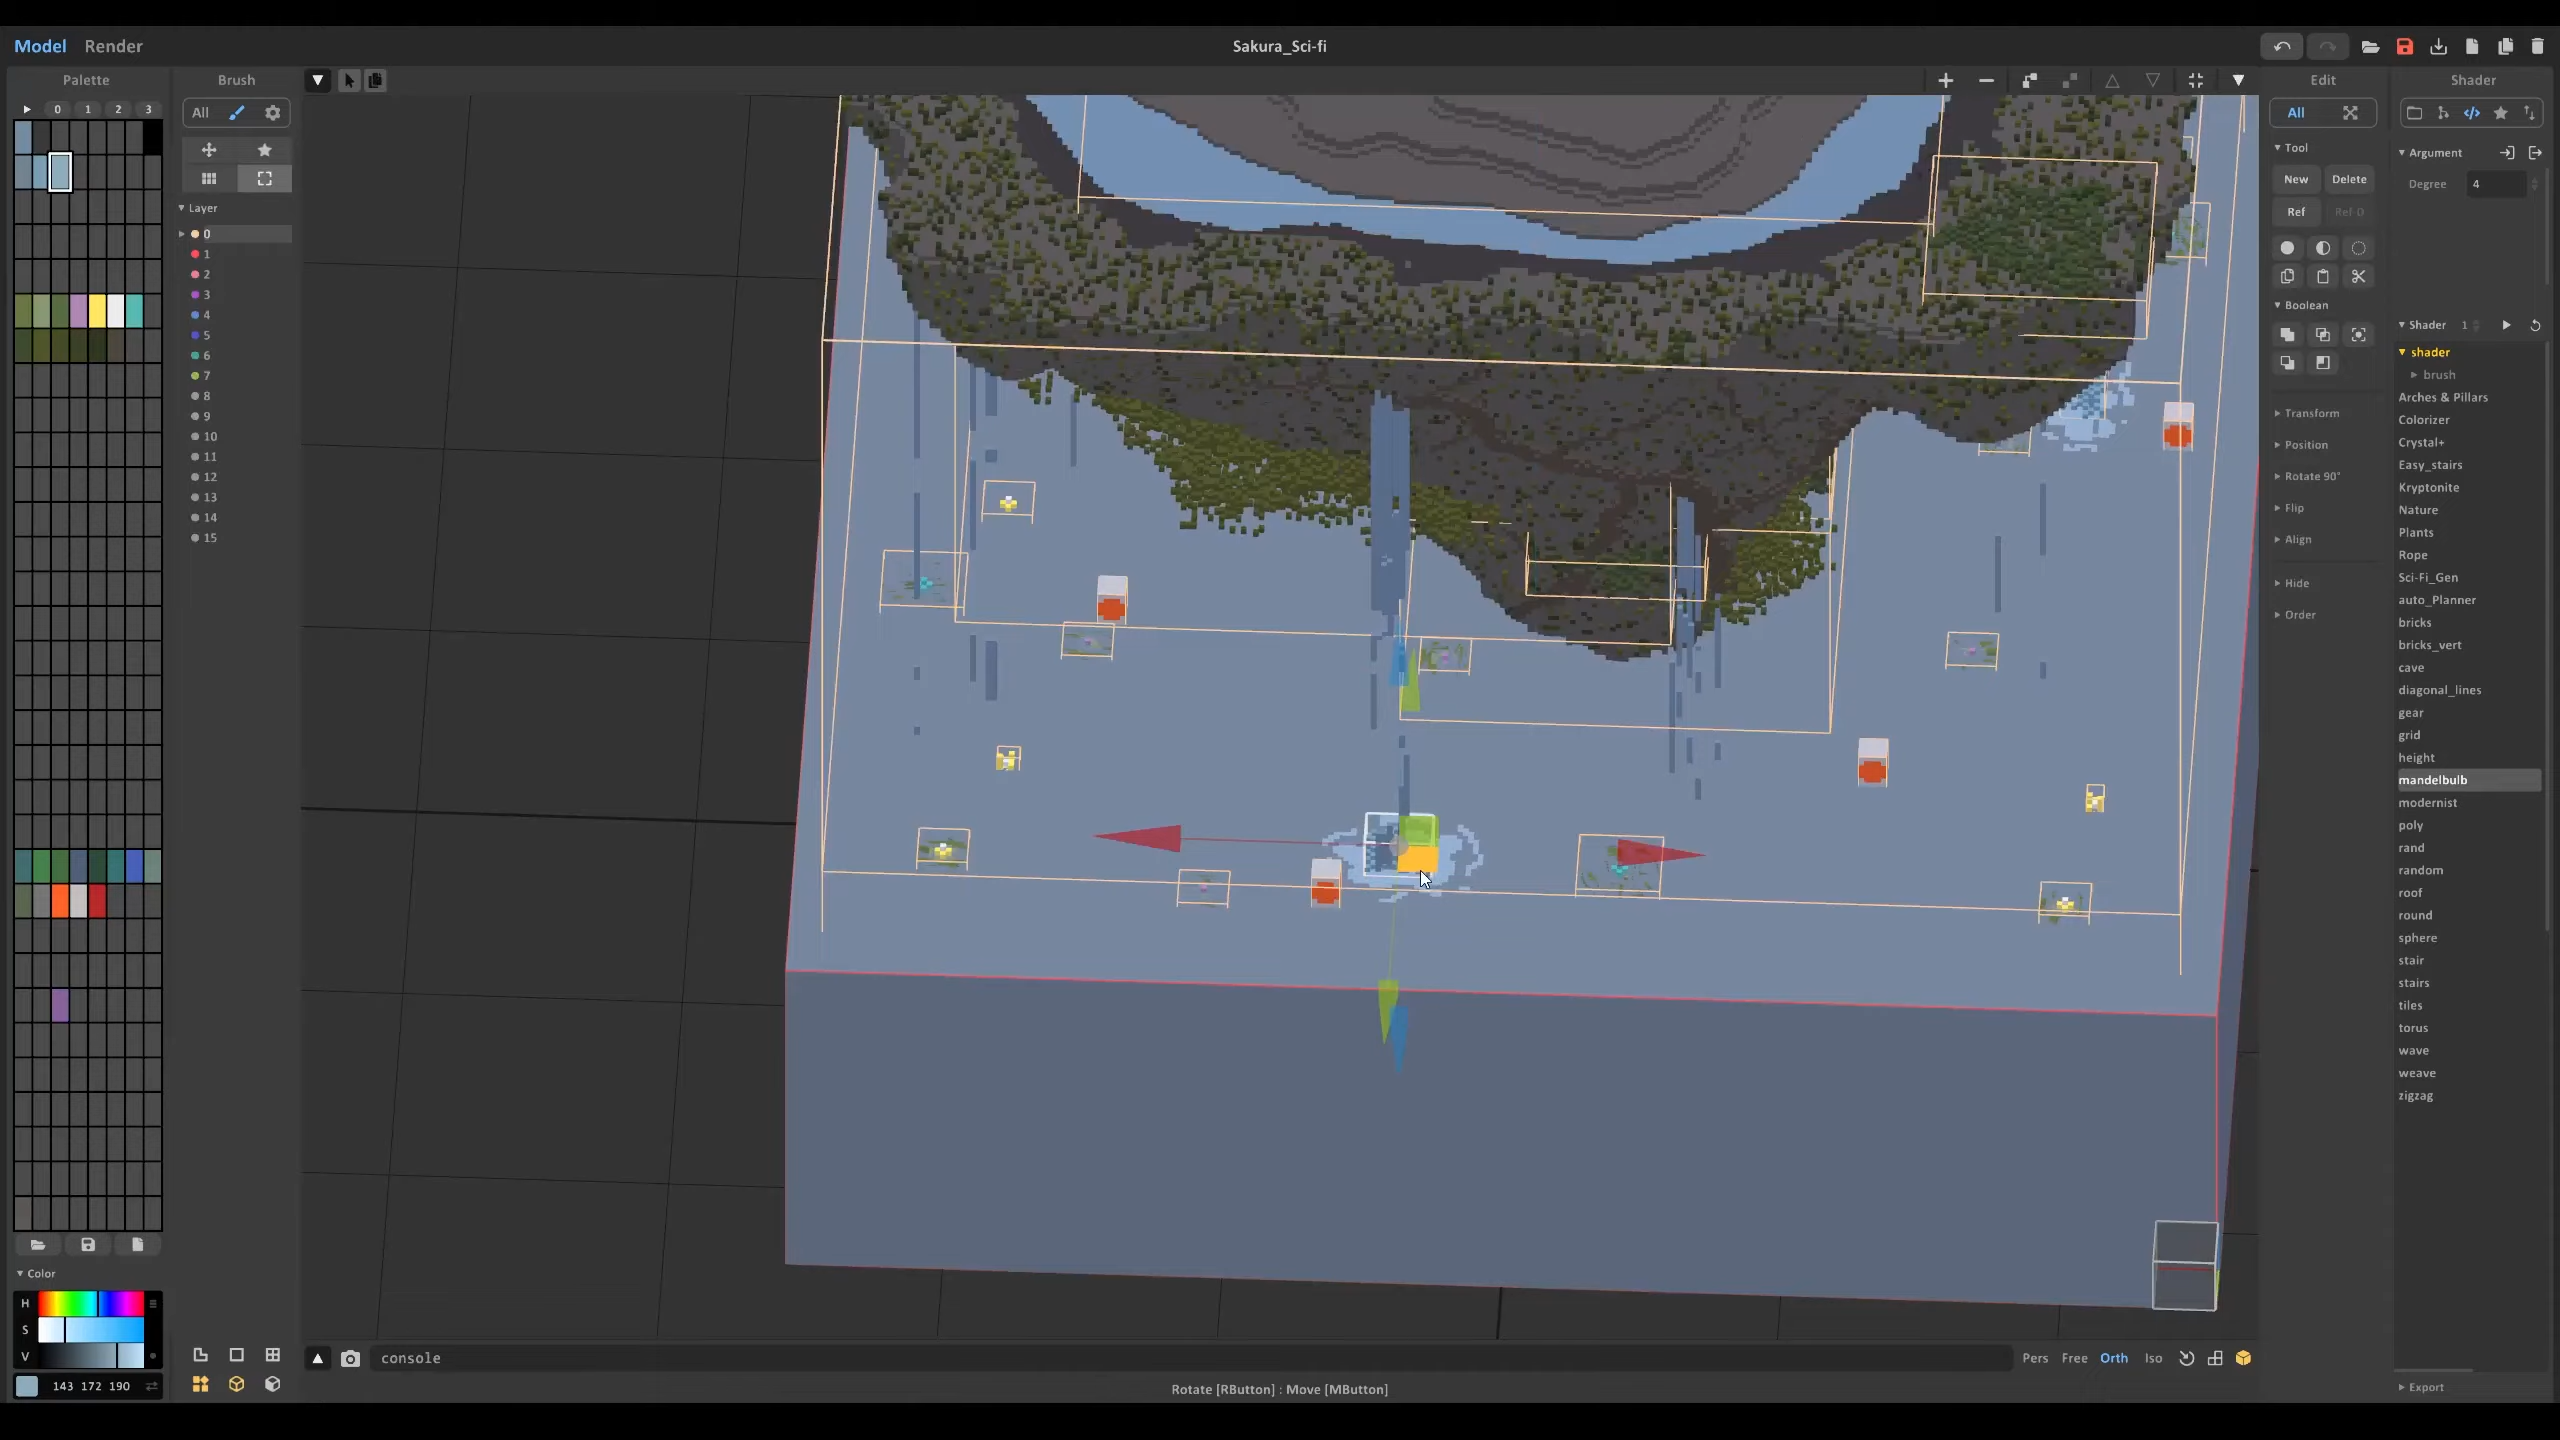 Model Render
Sakura_Sci-fi
Palette
Brush
Edit
Shader
0 1 2 3
All
All
Layer
0
1
2
3
4
5
6
7
8
9
10
11
12
13
14
15
Tool
New Delete
Ref Ref-D
Boolean
Transform
Position
Rotate 90°
Flip
Align
Hide
Order
Argument
Degree 4
Shader 1
shader
brush
Arches & Pillars
Colorizer
Crystal+
Easy_stairs
Kryptonite
Nature
Plants
Rope
Sci-Fi_Gen
auto_Planner
bricks
bricks_vert
cave
diagonal_lines
gear
grid
height
mandelbulb
modernist
poly
rand
random
roof
round
sphere
stair
stairs
tiles
torus
wave
weave
zigzag
Export
Color
H
S
V
143 172 190
console
Pers Free Orth Iso
Rotate [RButton] : Move [MButton]